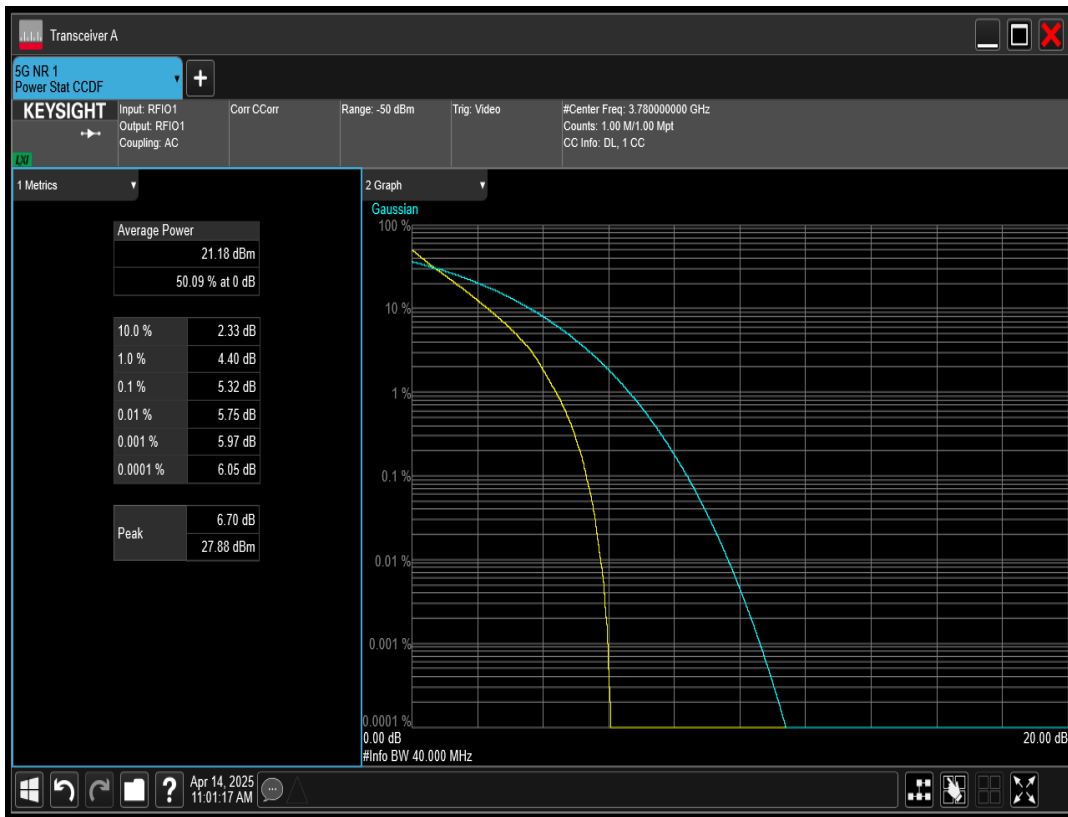 Transceiver A
5G NR 1
Power Stat CCDF
+
KEYSIGHT
LXI
Input: RFIO1
Output: RFIO1
Coupling: AC
Corr CCorr
Range: -50 dBm
Trig: Video
#Center Freq: 3.780000000 GHz
Counts: 1.00 M/1.00 Mpt
CC Info: DL, 1 CC
1 Metrics
Average Power
21.18 dBm
50.09 % at 0 dB
10.0 % 2.33 dB
1.0 % 4.40 dB
0.1 % 5.32 dB
0.01 % 5.75 dB
0.001 % 5.97 dB
0.0001 % 6.05 dB
Peak
6.70 dB
27.88 dBm
2 Graph
Gaussian
100 %
10 %
1 %
0.1 %
0.01 %
0.001 %
0.0001 %
0.00 dB 20.00 dB
#Info BW 40.000 MHz
?
Apr 14, 2025
11:01:17 AM